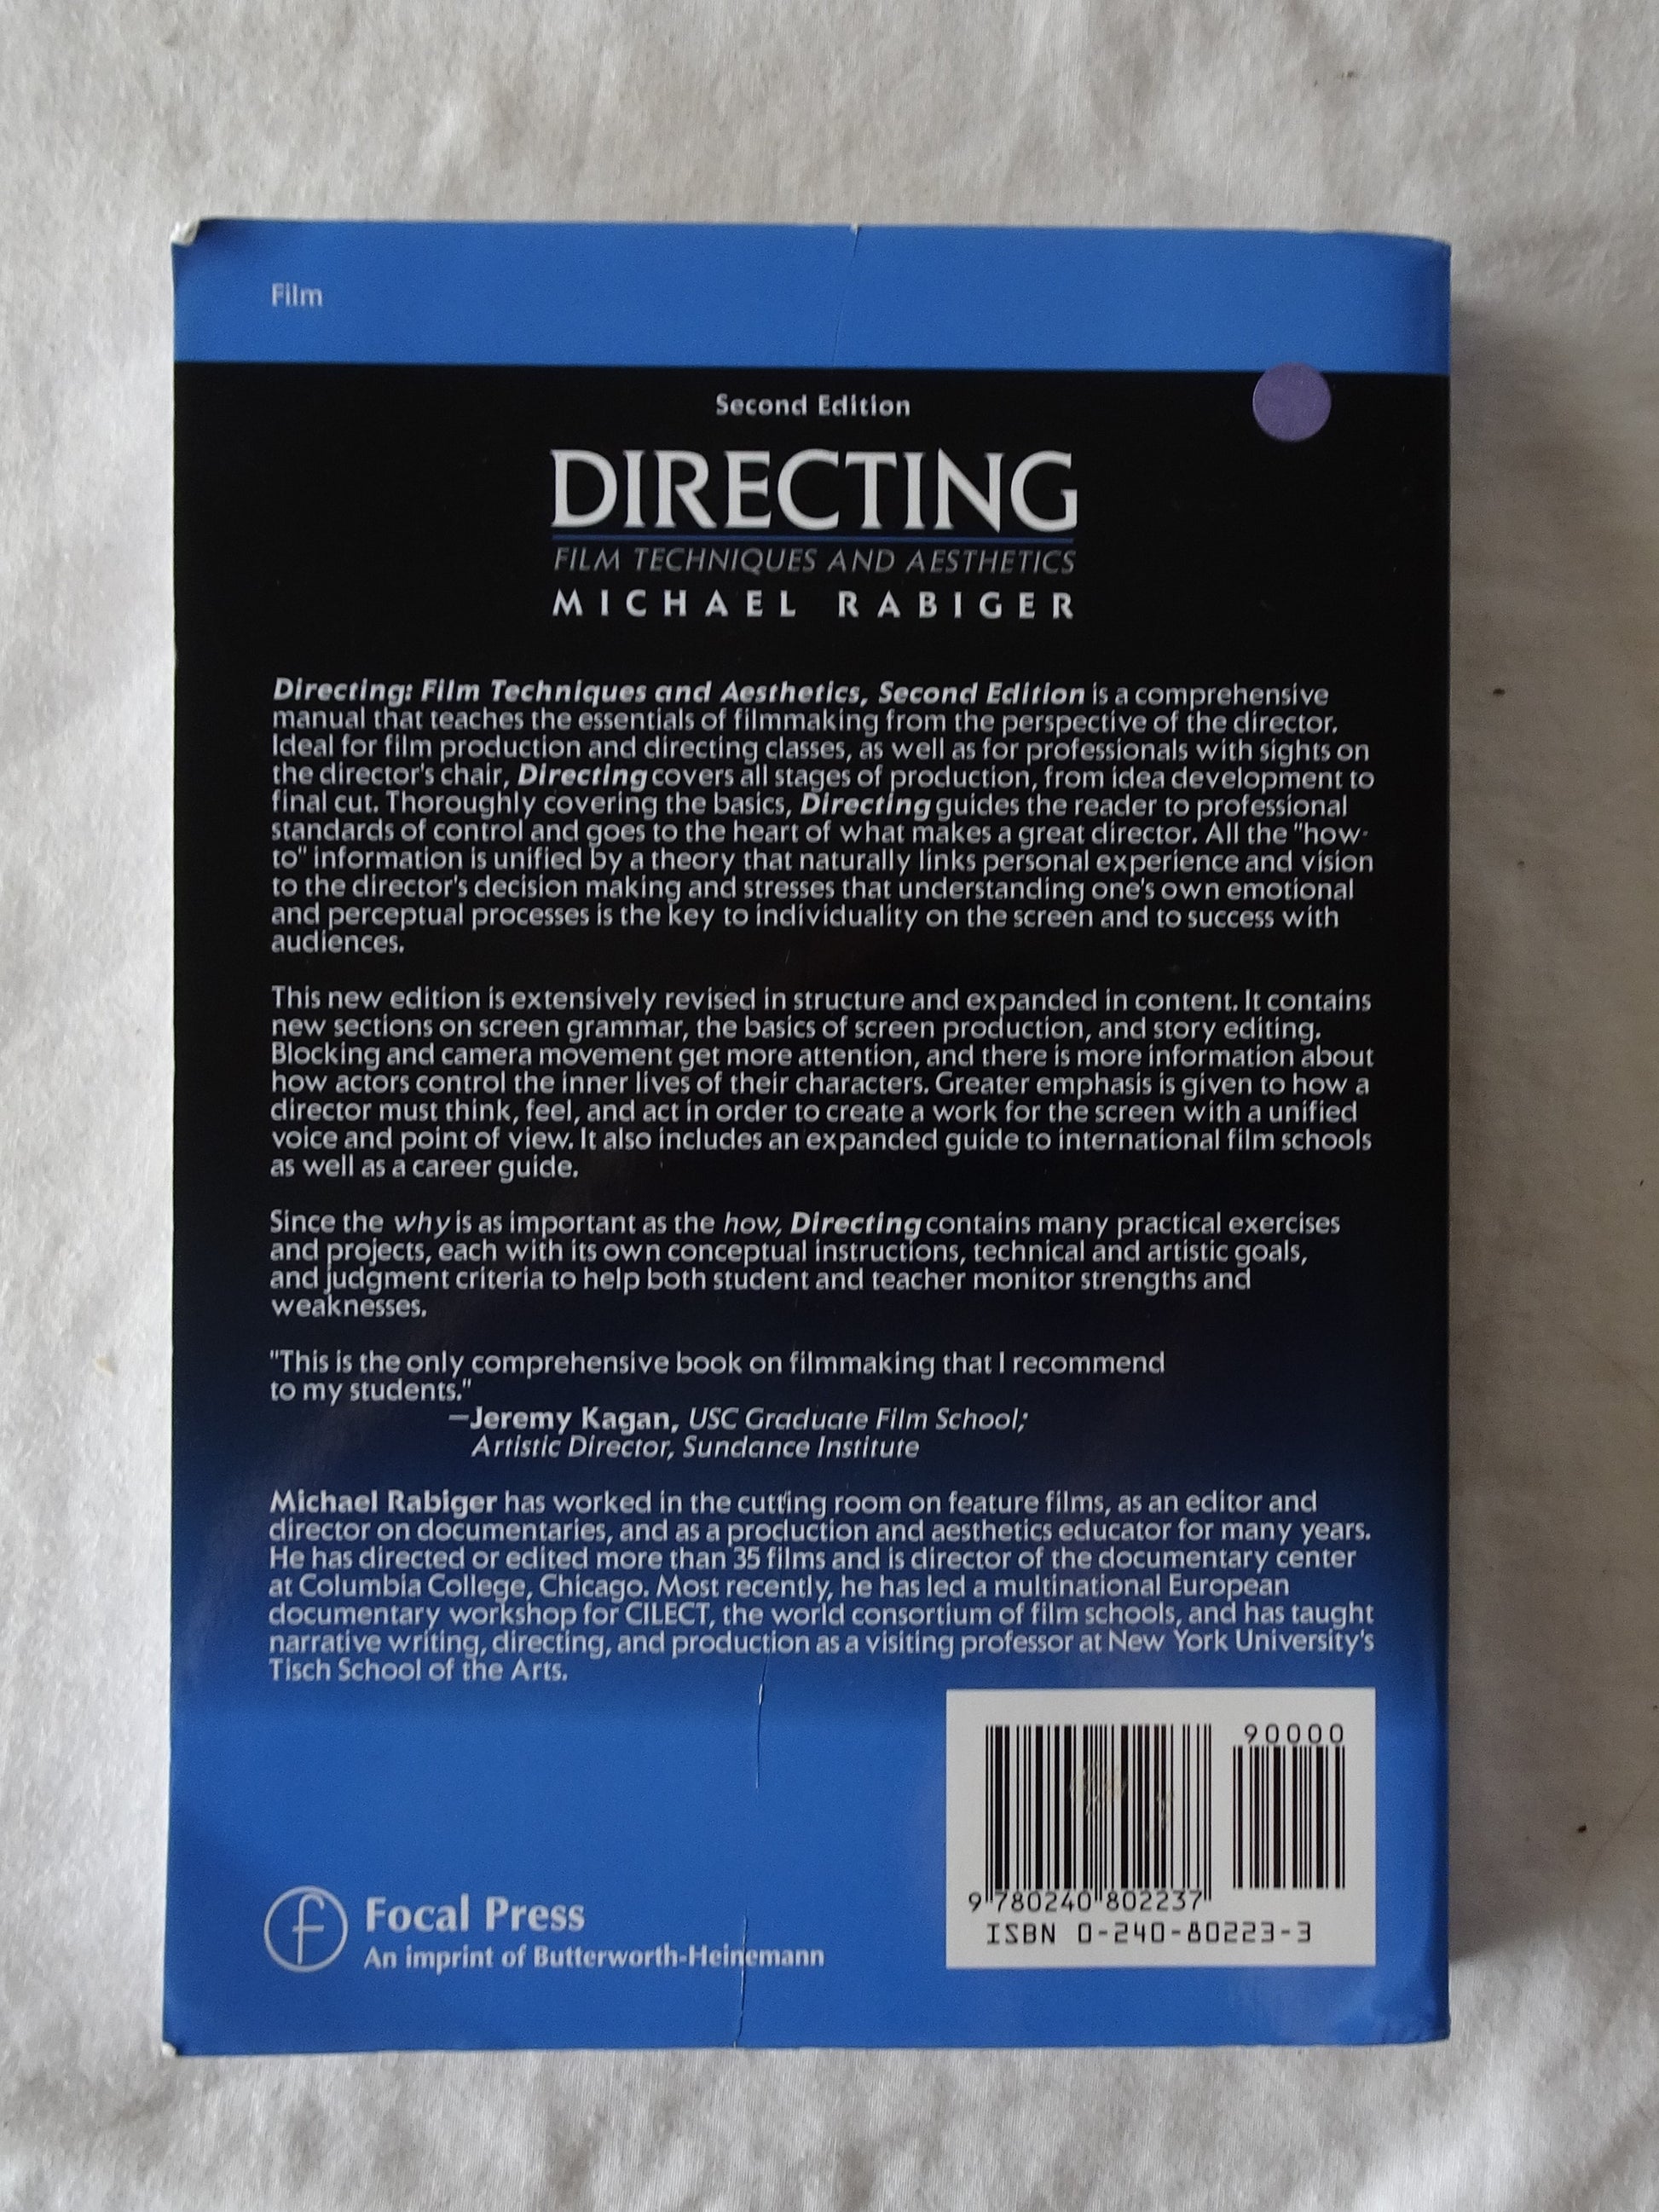 Film
Second Edition
DIRECTING
FILM TECHNIQUES AND AESTHETICS
MICHAEL RABIGER
Directing: Film Techniques and Aesthetics, Second Edition is a comprehensive
manual that teaches the essentials of filmmaking from the perspective of the director.
Ideal for film production and directing classes, as well as for professionals with sights on
the director's chair, Directing covers all stages of production, from idea development to
final cut. Thoroughly covering the basics, Directing guides the reader to professional
standards of control and goes to the heart of what makes a great director. All the "how-
to" information is unified by a theory that naturally links personal experience and vision
to the director's decision making and stresses that understanding one's own emotional
and perceptual processes is the key to individuality on the screen and to success with
audiences.
This new edition is extensively revised in structure and expanded in content. It contains
new sections on screen grammar, the basics of screen production, and story editing.
Blocking and camera movement get more attention, and there is more information about
how actors control the inner lives of their characters. Greater emphasis is given to how a
director must think, feel, and act in order to create a work for the screen with a unified
voice and point of view. It also includes an expanded guide to international film schools
as well as a career guide.
Since the why is as important as the how, Directing contains many practical exercises
and projects, each with its own conceptual instructions, technical and artistic goals,
and judgment criteria to help both student and teacher monitor strengths and
weaknesses.
"This is the only comprehensive book on filmmaking that I recommend
to my students."
—Jeremy Kagan, USC Graduate Film School;
Artistic Director, Sundance Institute
Michael Rabiger has worked in the cutting room on feature films, as an editor and
director on documentaries, and as a production and aesthetics educator for many years.
He has directed or edited more than 35 films and is director of the documentary center
at Columbia College, Chicago. Most recently, he has led a multinational European
documentary workshop for CILECT, the world consortium of film schools, and has taught
narrative writing, directing, and production as a visiting professor at New York University's
Tisch School of the Arts.
90000
9 780240 802237
ISBN 0-240-80223-3
f Focal Press
An imprint of Butterworth-Heinemann